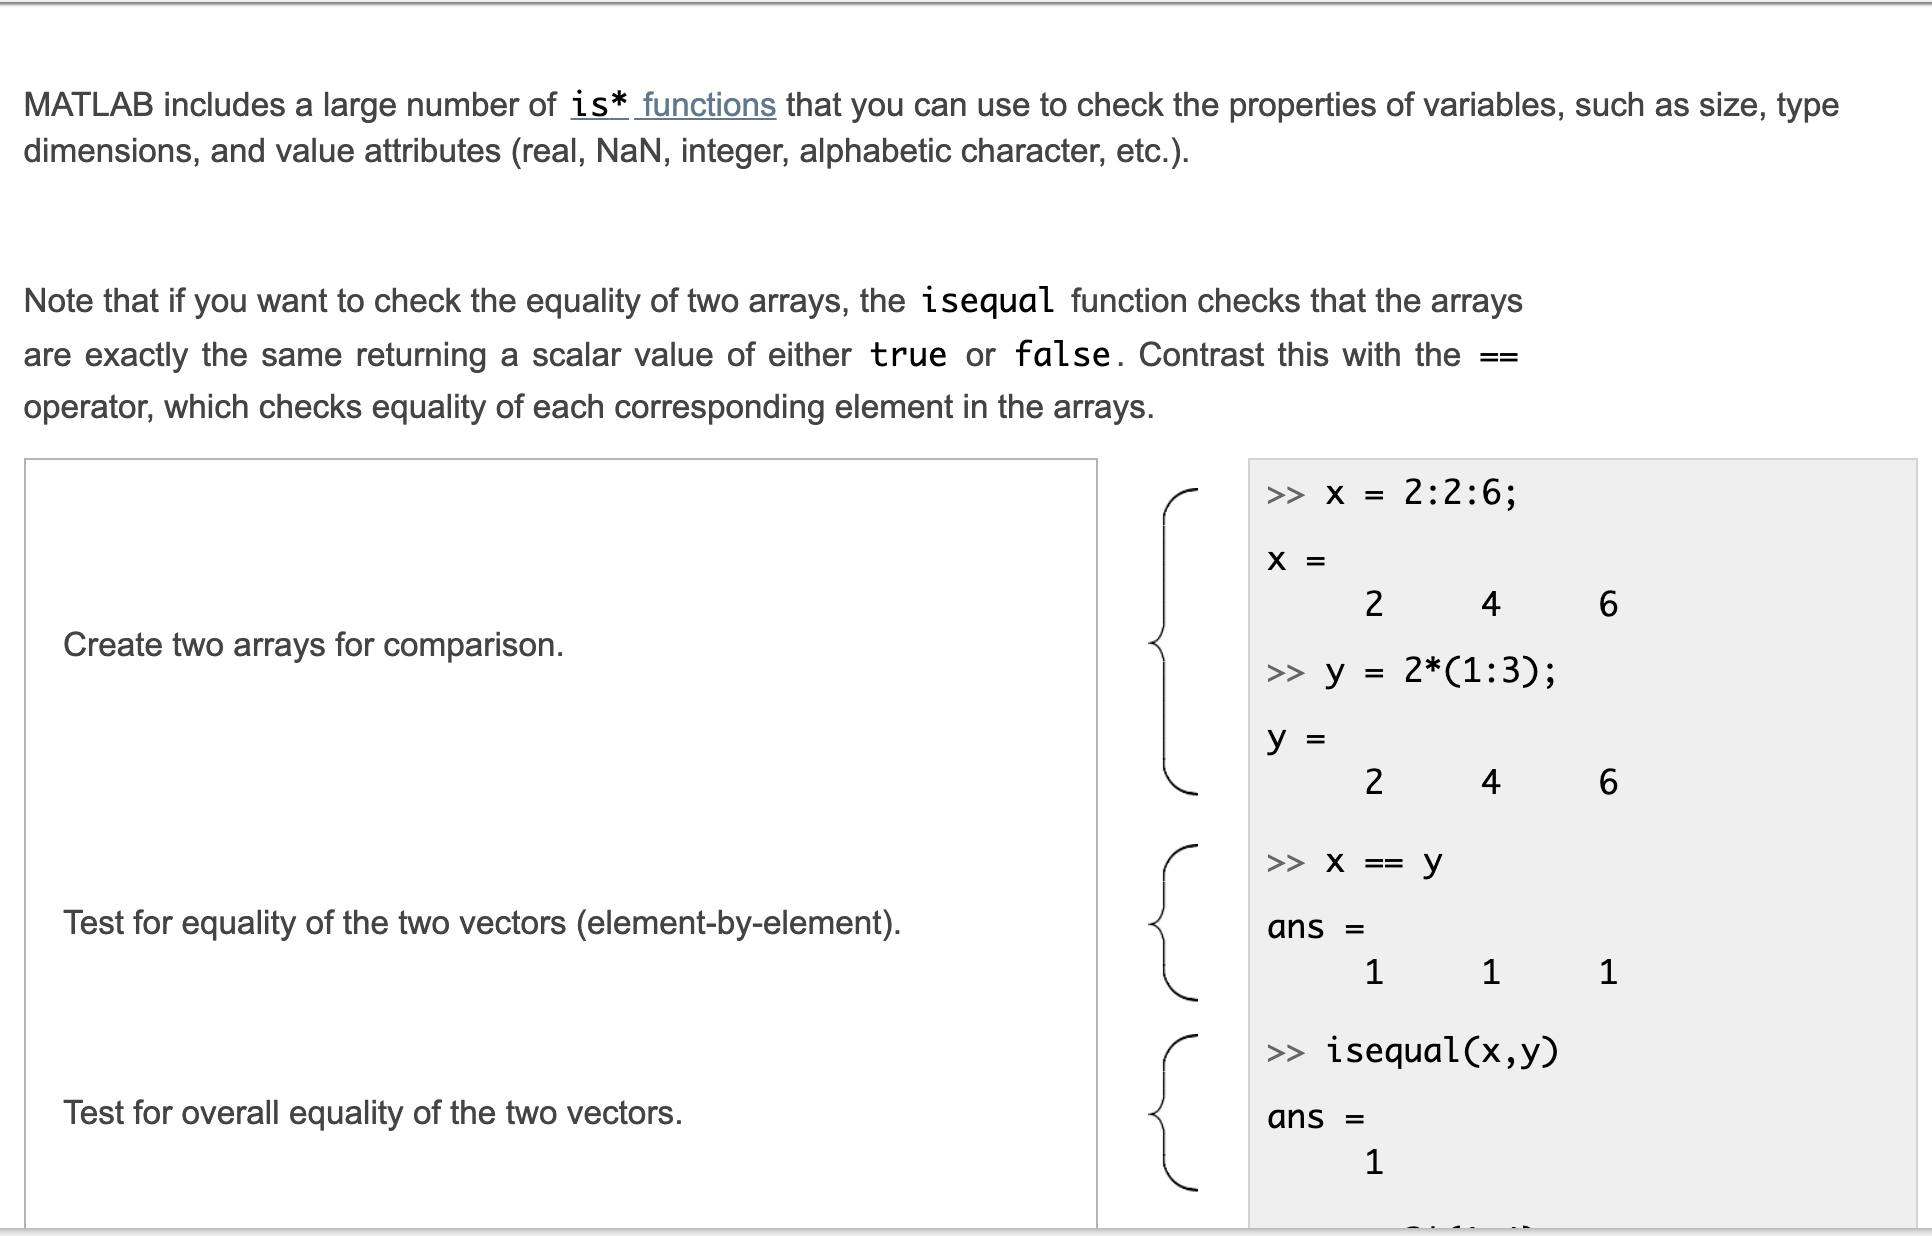 MATLAB includes a large number of is* functions that you can use to check the properties of variables, such as size, type
dimensions, and value attributes (real, NaN, integer, alphabetic character, etc.).
Note that if you want to check the equality of two arrays, the isequal function checks that the arrays
are exactly the same returning a scalar value of either true or false. Contrast this with the ==
operator, which checks equality of each corresponding element in the arrays.
Create two arrays for comparison.
>> x = 2:2:6;
x =
2 4 6
>> y = 2*(1:3);
y =
2 4 6
Test for equality of the two vectors (element-by-element).
>> x == y
ans =
1 1 1
Test for overall equality of the two vectors.
>> isequal(x,y)
ans =
1